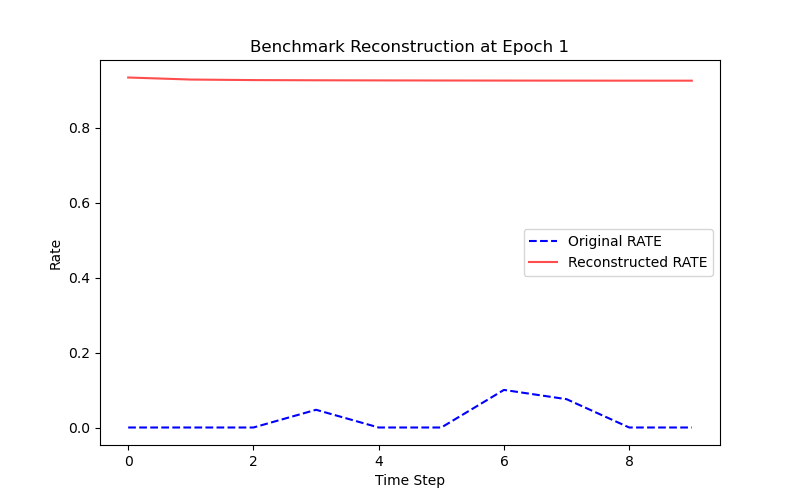 Benchmark Reconstruction at Epoch 1
Rate
0.8
0.6
0.4
0.2
0.0
Original RATE
Reconstructed RATE
0 2 4 6 8
Time Step